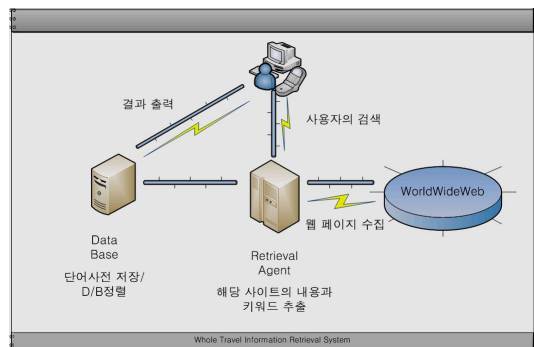 결과 출력
사용자의 검색
WorldWideWeb
웹 페이지 수집
Data
Base
단어사전 저장/
D/B정렬
Retrieval
Agent
해당 사이트의 내용과
키워드 추출
Whole Travel Information Retrieval System